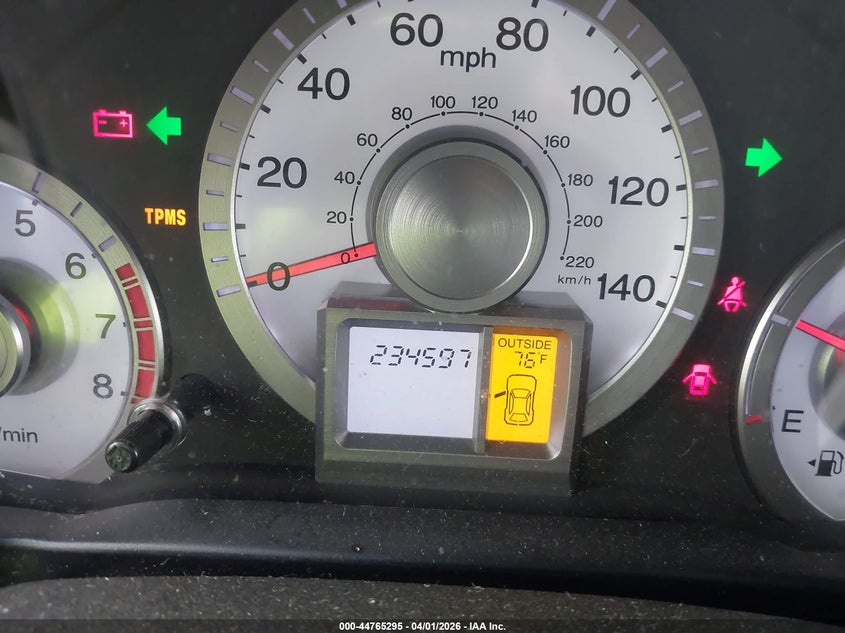 60 mph 80
40 100
20 120
0 140
80 100 120 140
60 160
40 180
20 200
0 220
km/h
TPMS
5
6
7
8
/min
234597
OUTSIDE
76°F
E
000-44765295 - 04/01/2026 - IAA Inc.